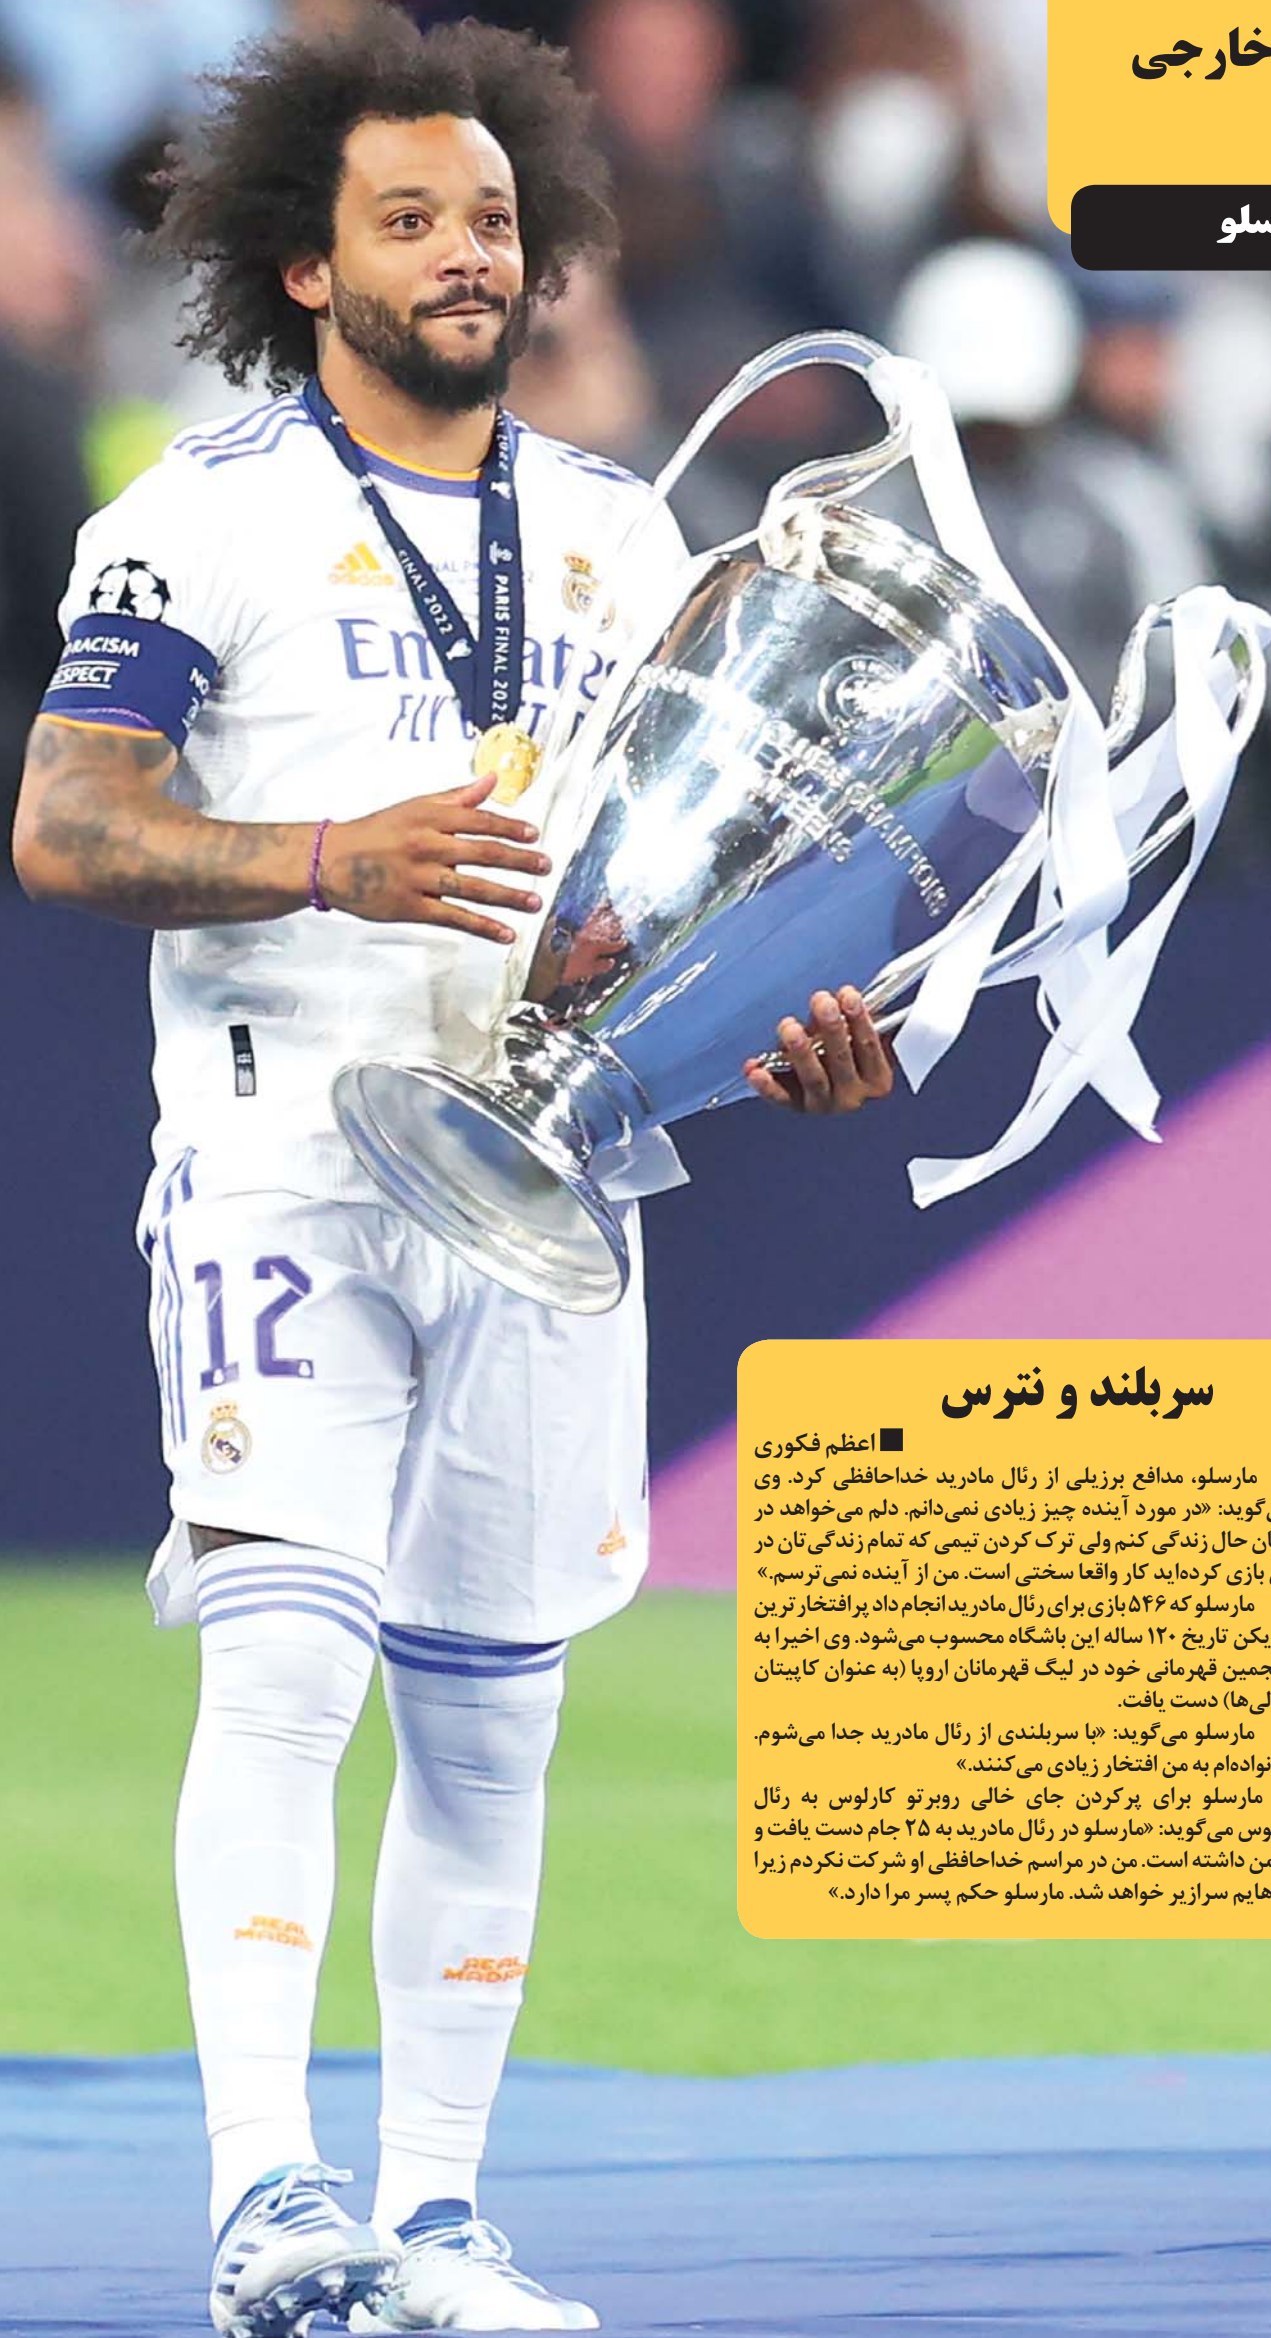 خارجی
سربلند و نترس
■ اعظم فکوری
مارسلو، مدافع برزیلی از رئال مادرید خداحافظی کرد. وی
گوید: «در مورد آینده چیز زیادی نمی‌دانم. دلم می‌خواهد در
حال زندگی کنم ولی ترک کردن تیمی که تمام زندگی‌تان در
بازی کرده‌اید کار واقعا سختی است. من از آینده نمی‌ترسم.»
مارسلو که ۵۴۶ بازی برای رئال مادرید انجام داد پرافتخارترین
تاریخ ۱۲۰ ساله این باشگاه محسوب می‌شود. وی اخیرا به
قهرمانی خود در لیگ قهرمانان اروپا (به عنوان کاپیتان
دست یافت.
مارسلو می‌گوید: «با سربلندی از رئال مادرید جدا می‌شوم.
به من افتخار زیادی می‌کنند.»
مارسلو برای پرکردن جای خالی روبرتو کارلوس به رئال
می‌گوید: «مارسلو در رئال مادرید به ۲۵ جام دست یافت و
داشته است. من در مراسم خداحافظی او شرکت نکردم زیرا
سرازیر خواهد شد. مارسلو حکم پسر مرا دارد.»
FINAL 2022
PARIS FINAL 2022
adidas
RACISM
NO
FLY
CHAMPIONS
12
REAL
MADRID
REAL